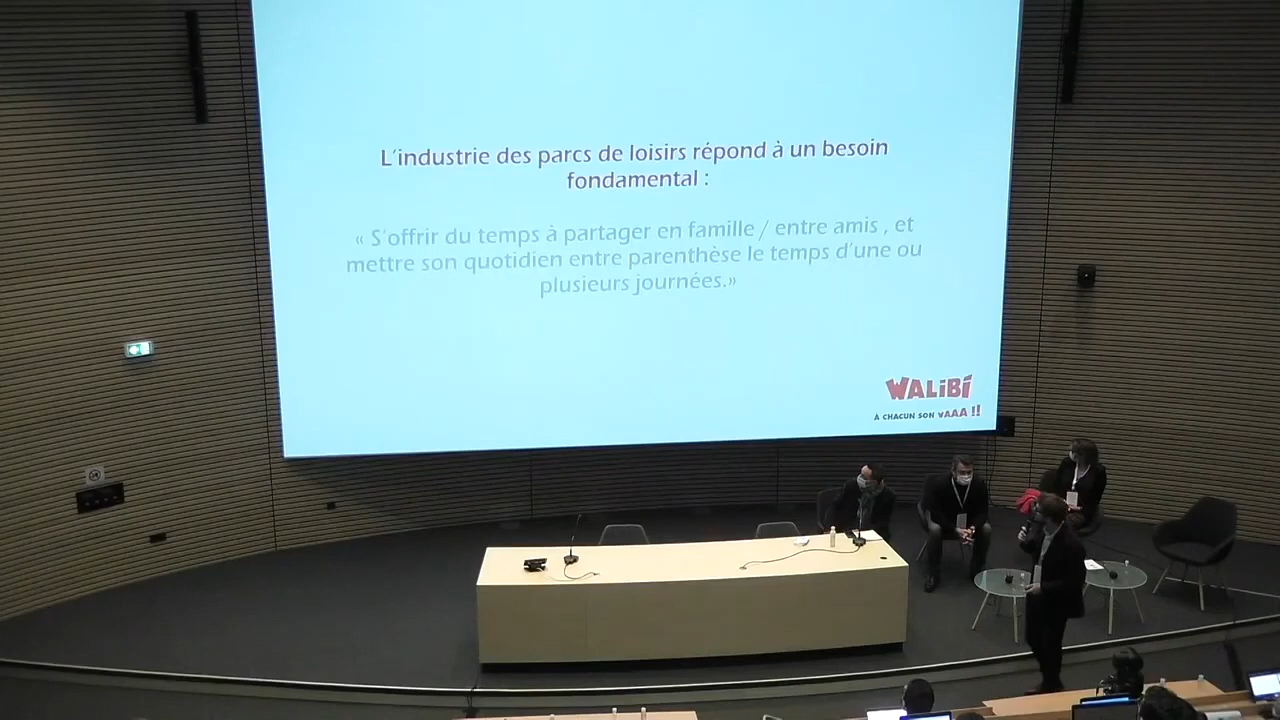 L'industrie des parcs de loisirs répond à un besoin
fondamental :
« S'offrir du temps à partager en famille / entre amis , et
mettre son quotidien entre parenthèse le temps d'une ou
plusieurs journées.»
WALiBi
À CHACUN SON VAAA !!